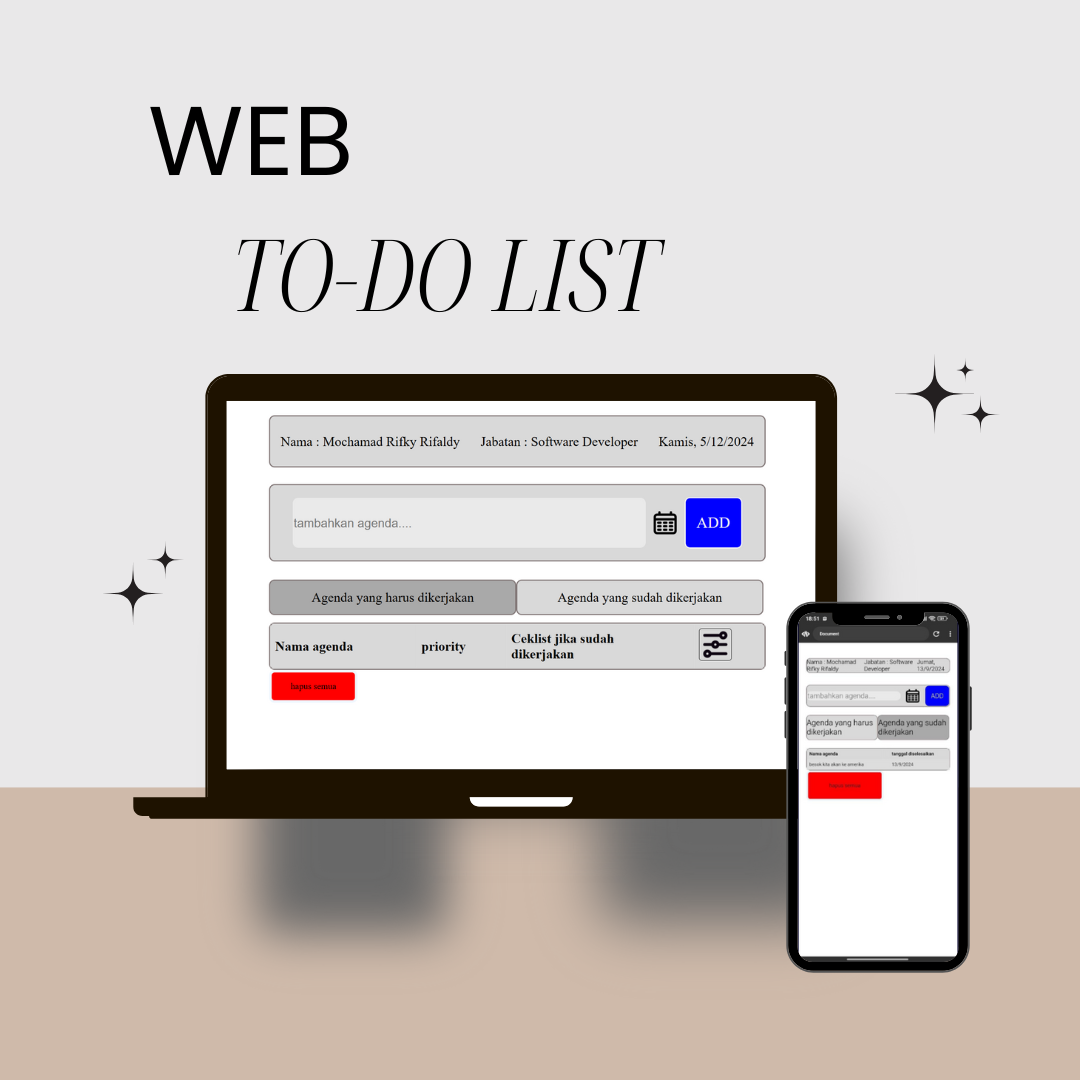 WEB
TO-DO LIST
Nama : Mochamad Rifky Rifaldy Jabatan : Software Developer Kamis, 5/12/2024
tambahkan agenda.... ADD
Agenda yang harus dikerjakan Agenda yang sudah dikerjakan
Nama agenda priority Ceklist jika sudah
dikerjakan
hapus semua
18:51
Document
Nama : Mochamad Jabatan : Software Jumat,
Rifky Rifaldy Developer 13/9/2024
tambahkan agenda.... ADD
Agenda yang harus Agenda yang sudah
dikerjakan dikerjakan
Nama agenda tanggal diselesaikan
besok kita akan ke amerika 13/9/2024
hapus semua